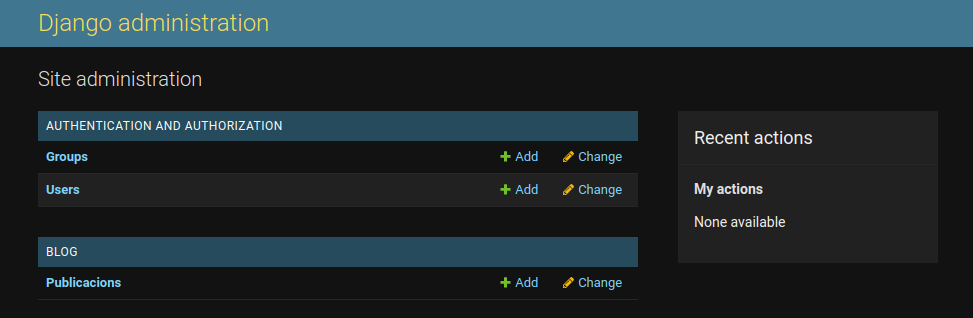 Django administration
Site administration
AUTHENTICATION AND AUTHORIZATION
Groups Add Change
Users Add Change
BLOG
Publicacions Add Change
Recent actions
My actions
None available